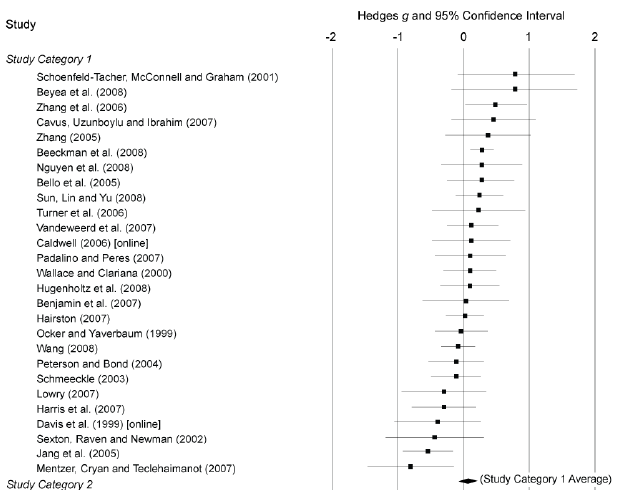 Hedges g and 95% Confidence Interval
Study
-2 -1 0 1 2
Study Category 1
Schoenfeld-Tacher, McConnell and Graham (2001)
Beyea et al. (2008)
Zhang et al. (2006)
Cavus, Uzunboylu and Ibrahim (2007)
Zhang (2005)
Beeckman et al. (2008)
Nguyen et al. (2008)
Bello et al. (2005)
Sun, Lin and Yu (2008)
Turner et al. (2006)
Vandeweerd et al. (2007)
Caldwell (2006) [online]
Padalino and Peres (2007)
Wallace and Clariana (2000)
Hugenholtz et al. (2008)
Benjamin et al. (2007)
Hairston (2007)
Ocker and Yaverbaum (1999)
Wang (2008)
Peterson and Bond (2004)
Schmeeckle (2003)
Lowry (2007)
Harris et al. (2007)
Davis et al. (1999) [online]
Sexton, Raven and Newman (2002)
Jang et al. (2005)
Mentzer, Cryan and Teclehaimanot (2007)
(Study Category 1 Average)
Study Category 2